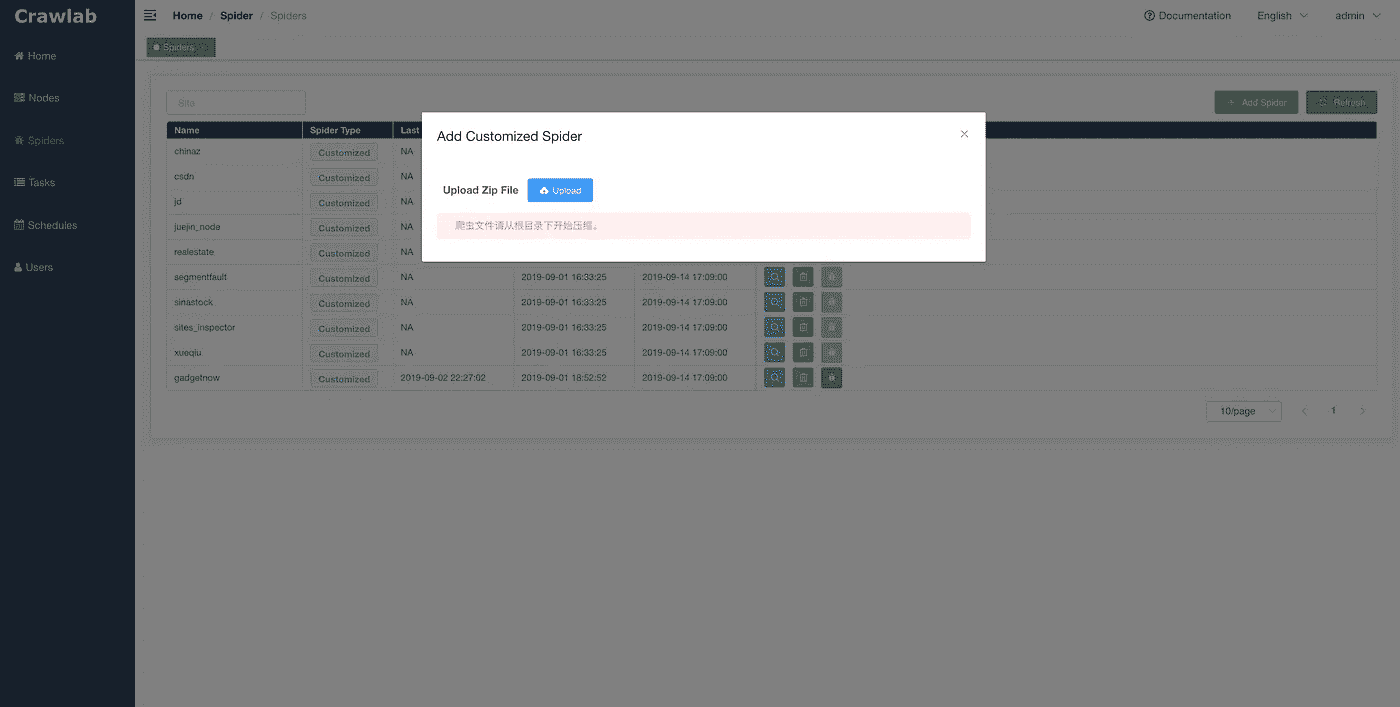 Crawlab
Home / Spider / Spiders
Documentation
English
admin
Home
Nodes
Spiders
Tasks
Schedules
Users
Spiders
Site
Add Spider
Refresh
Name Spider Type Last
Add Customized Spider
Upload Zip File Upload
爬虫文件请从根目录下开始压缩。
chinaz Customized NA
csdn Customized NA
jd Customized NA
juejin_node Customized NA
realestate Customized NA
segmentfault Customized NA 2019-09-01 16:33:25 2019-09-14 17:09:00
sinastock Customized NA 2019-09-01 16:33:25 2019-09-14 17:09:00
sites_inspector Customized NA 2019-09-01 16:33:25 2019-09-14 17:09:00
xueqiu Customized NA 2019-09-01 16:33:25 2019-09-14 17:09:00
gadgetnow Customized 2019-09-02 22:27:02 2019-09-01 18:52:52 2019-09-14 17:09:00
10/page 1